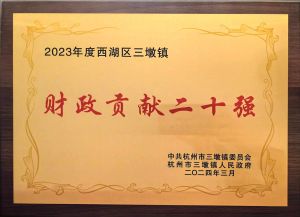 2023年度西湖区三墩镇
财政贡献二十强
中共杭州市三墩镇委员会
杭州市三墩镇人民政府
二〇二四年三月